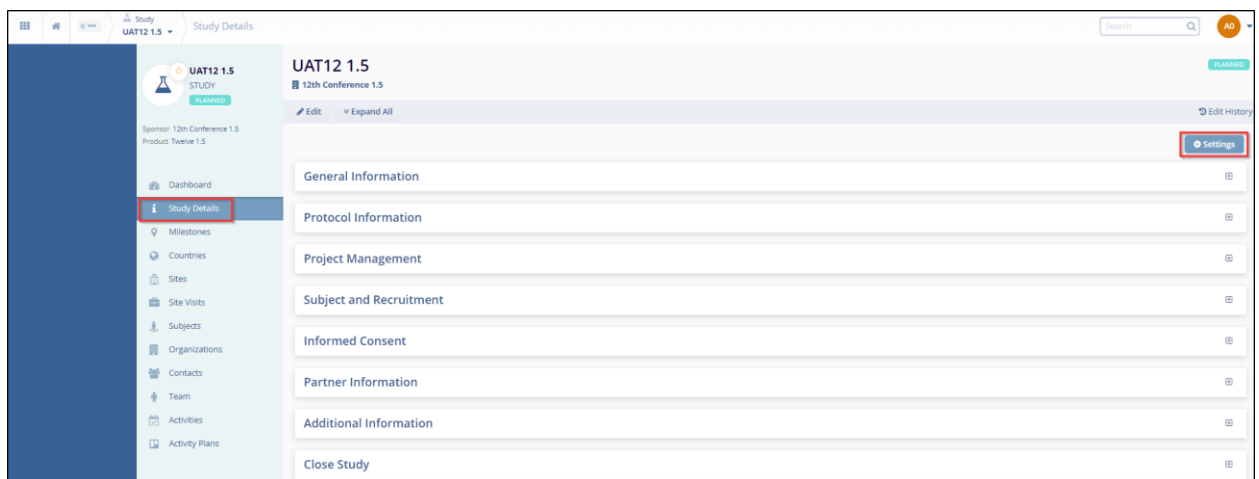 Study
UAT12 1.5
Study Details
Search
AO
UAT12 1.5
STUDY
PLANNED
Sponsor 12th Conference 1.5
Product Twelve 1.5
Dashboard
Study Details
Milestones
Countries
Sites
Site Visits
Subjects
Organizations
Contacts
Team
Activities
Activity Plans
UAT12 1.5
12th Conference 1.5
PLANNED
Edit
Expand All
Edit History
Settings
General Information
Protocol Information
Project Management
Subject and Recruitment
Informed Consent
Partner Information
Additional Information
Close Study